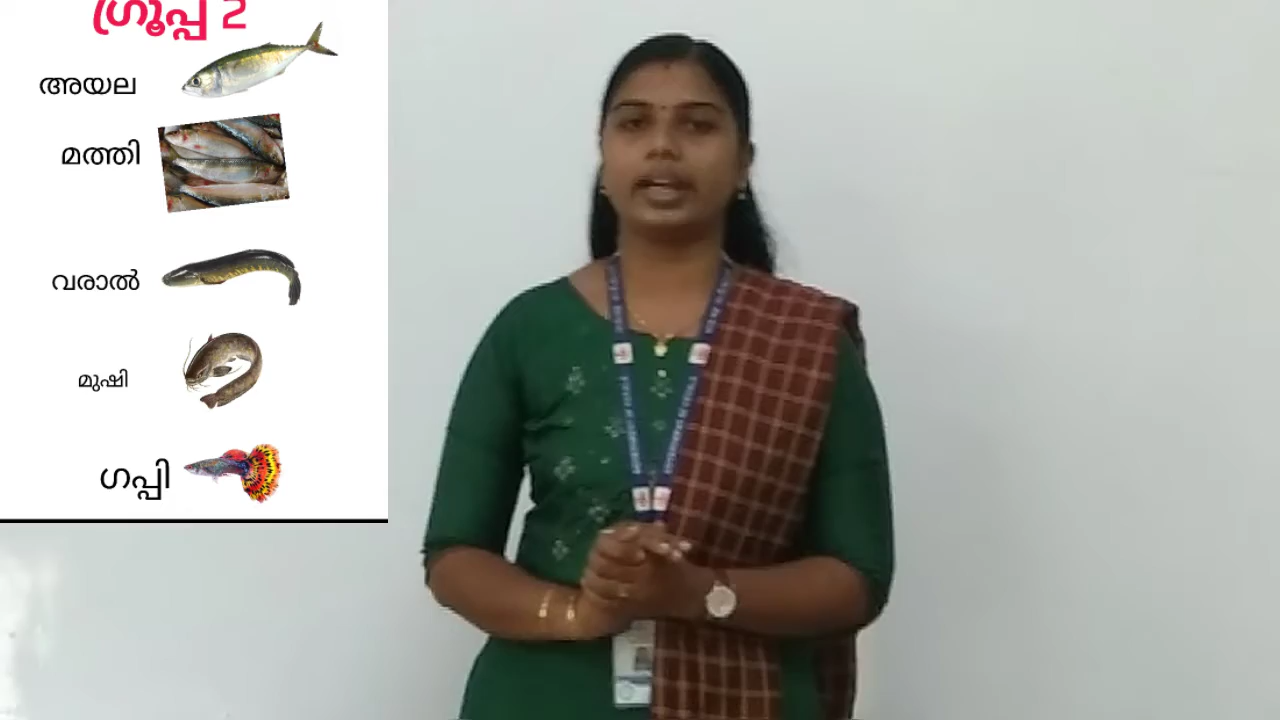 ഗ്രൂപ്പ് 2
അയല
മത്തി
വരാൽ
മുഷി
ഗപ്പി